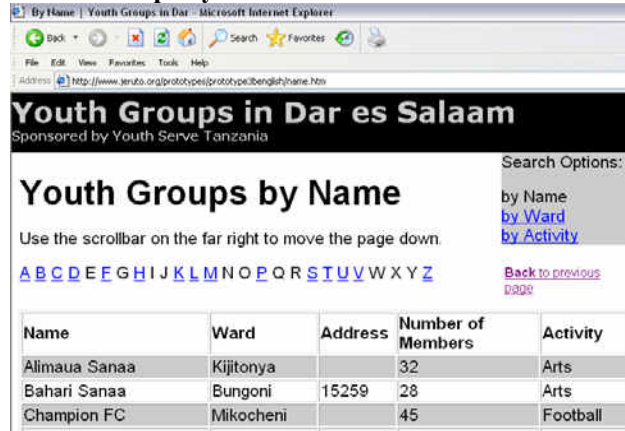 By Name | Youth Groups in Dar - Microsoft Internet Explorer
Back Search Favorites
File Edit View Favorites Tools Help
Address http://www.jeruto.org/prototypes/prototype3benglish/name.htm
Youth Groups in Dar es Salaam
Sponsored by Youth Serve Tanzania
Search Options:
by Name
by Ward
by Activity
Back to previous
page
Youth Groups by Name
Use the scrollbar on the far right to move the page down.
A B C D E F G H I J K L M N O P Q R S T U V W X Y Z
Name Ward Address Number of Members Activity
Alimaua Sanaa Kijitonya 32 Arts
Bahari Sanaa Bungoni 15259 28 Arts
Champion FC Mikocheni 45 Football